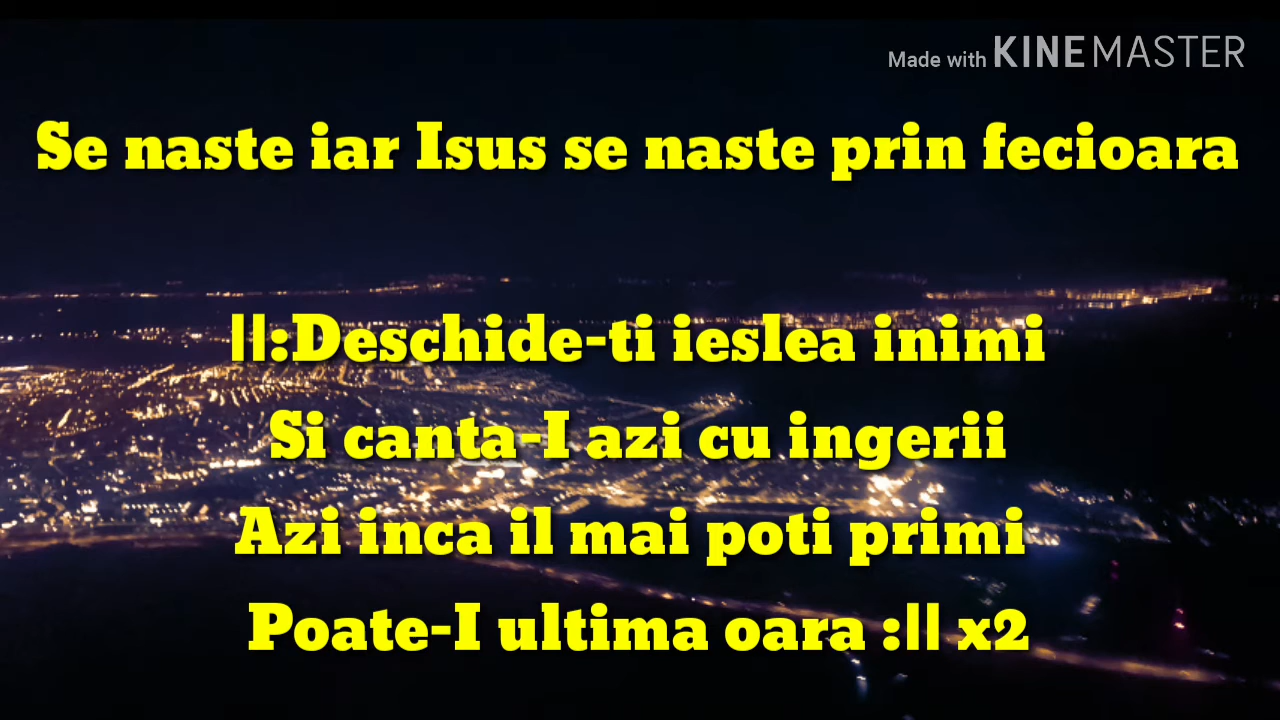 Made with KINEMASTER
Se naste iar Isus se naste prin fecioara
||:Deschide-ti ieslea inimi
Si canta-I azi cu ingerii
Azi inca il mai poti primi
Poate-I ultima oara :|| x2